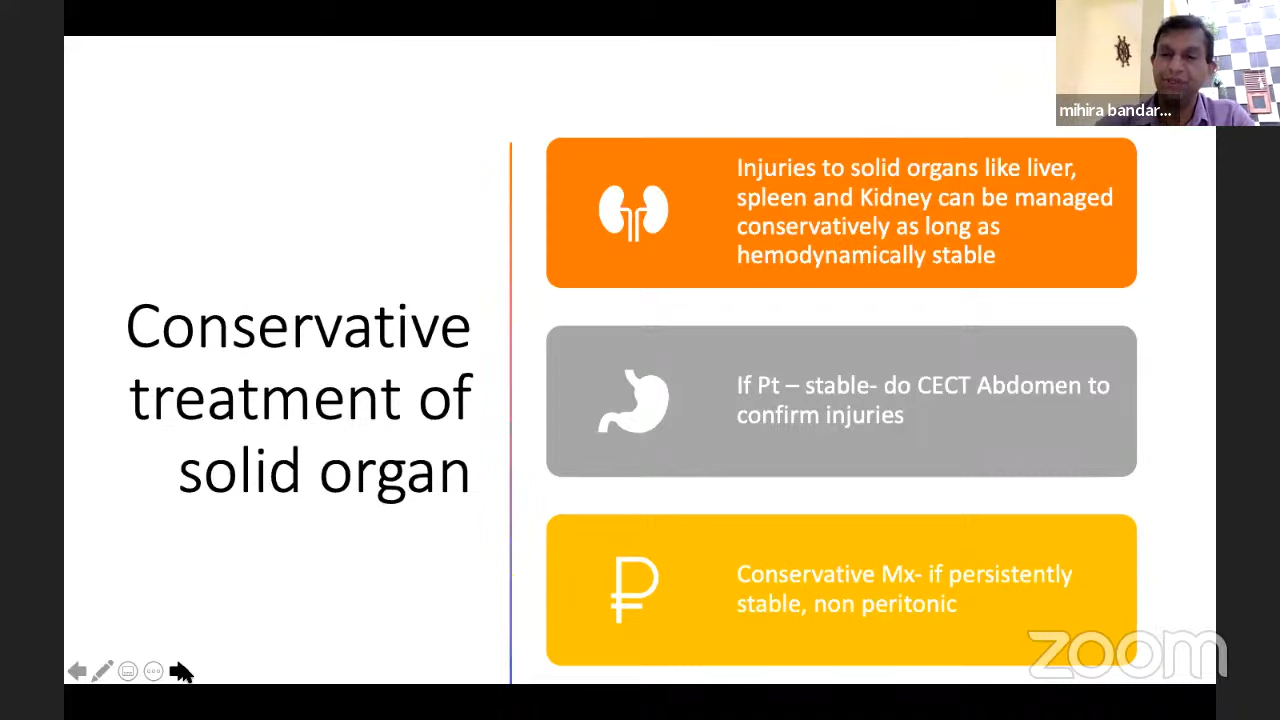 mihira bandar...
Conservative
treatment of
solid organ
Injuries to solid organs like liver,
spleen and Kidney can be managed
conservatively as long as
hemodynamically stable
If Pt – stable- do CECT Abdomen to
confirm injuries
Conservative Mx- if persistently
stable, non peritonic
zoom